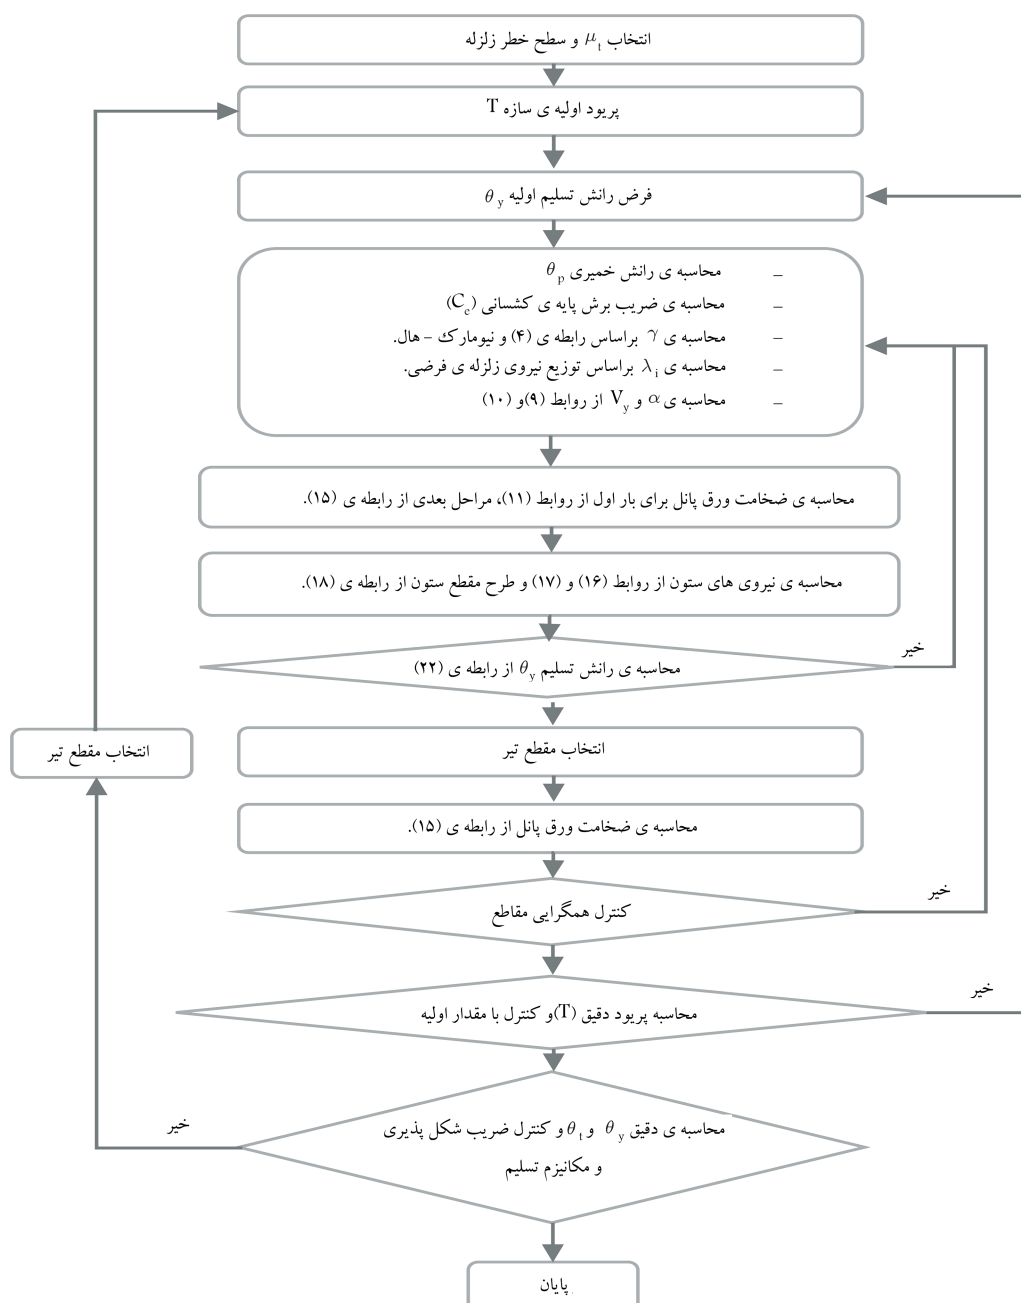 انتخاب μt و سطح خطر زلزله
پریود اولیه ی سازه T
فرض رانش تسلیم اولیه θy
– محاسبه ی رانش خمیری θp
– محاسبه ی ضریب برش پایه ی کشسانی (Ce)
– محاسبه ی γ براساس رابطه ی (۴) و نیومارک – هال.
– محاسبه ی λi براساس توزیع نیروی زلزله ی فرضی.
– محاسبه ی α و Vy از روابط (۹)و (۱۰)
محاسبه ی ضخامت ورق پانل برای بار اول از روابط (۱۱)، مراحل بعدی از رابطه ی (۱۵).
محاسبه ی نیروی های ستون از روابط (۱۶) و (۱۷) و طرح مقطع ستون از رابطه ی (۱۸).
خیر
محاسبه ی رانش تسلیم θy از رابطه ی (۲۲)
انتخاب مقطع تیر
انتخاب مقطع تیر
محاسبه ی ضخامت ورق پانل از رابطه ی (۱۵).
خیر
کنترل همگرایی مقاطع
خیر
محاسبه پریود دقیق (T)و کنترل با مقدار اولیه
خیر
محاسبه ی دقیق θy و θt و کنترل ضریب شکل پذیری
و مکانیزم تسلیم
پایان